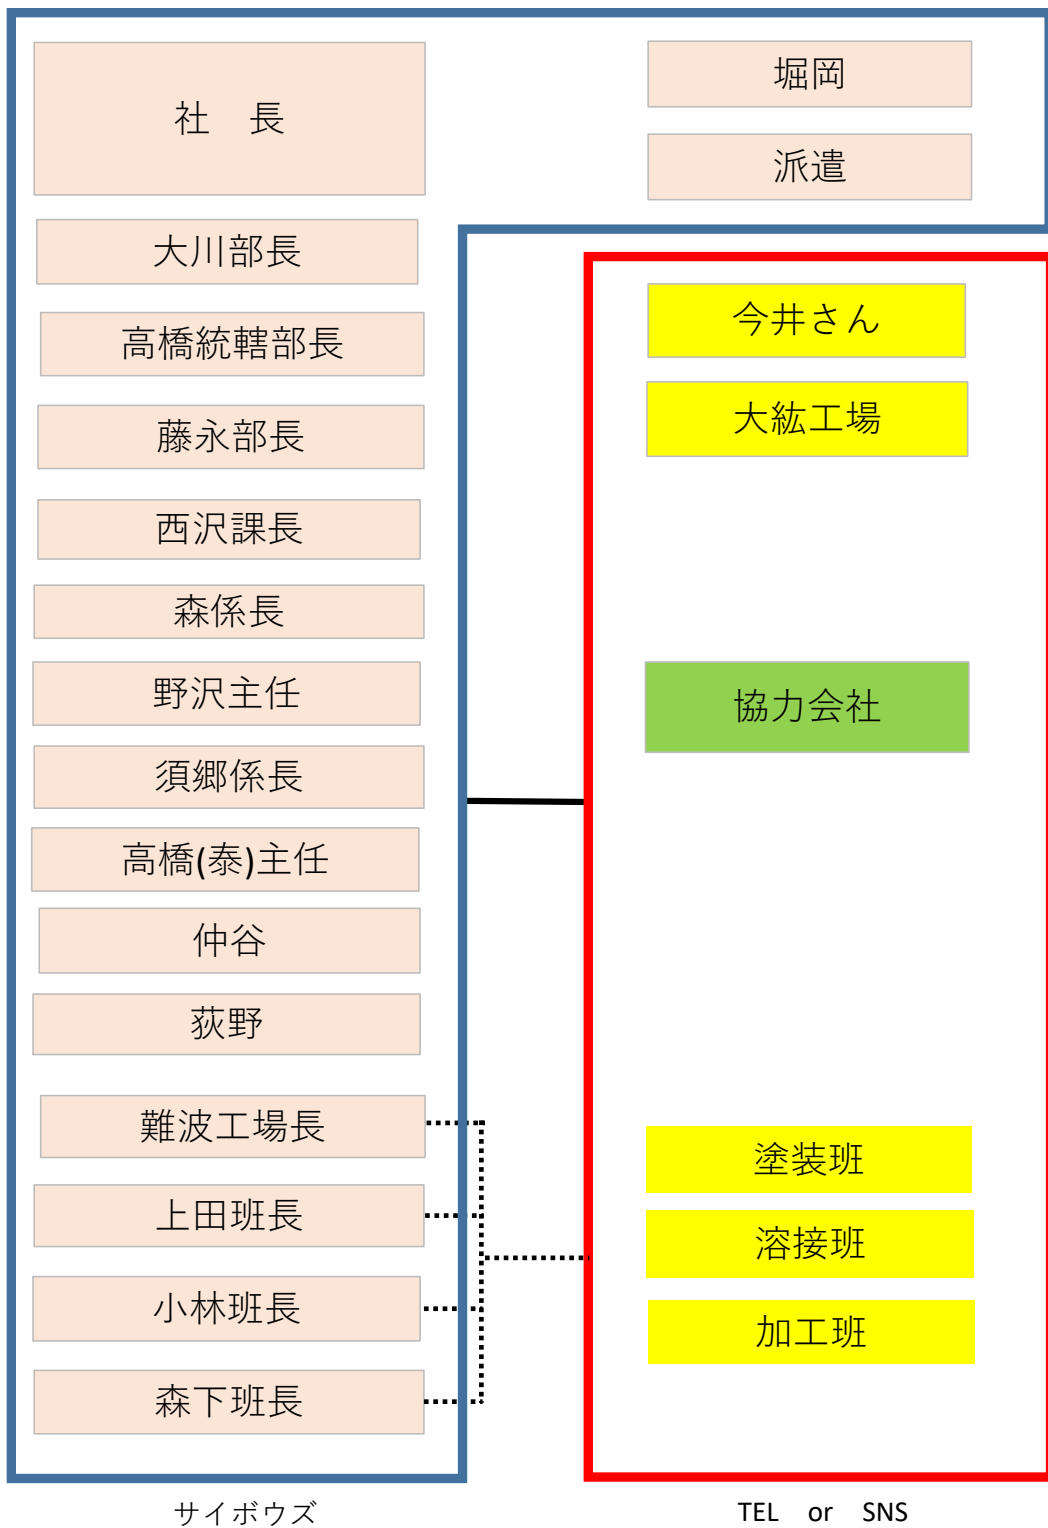 社　長
大川部長
高橋統轄部長
藤永部長
西沢課長
森係長
野沢主任
須郷係長
高橋(泰)主任
仲谷
荻野
難波工場長
上田班長
小林班長
森下班長
サイボウズ
堀岡
派遣
今井さん
大紘工場
協力会社
塗装班
溶接班
加工班
TEL or SNS